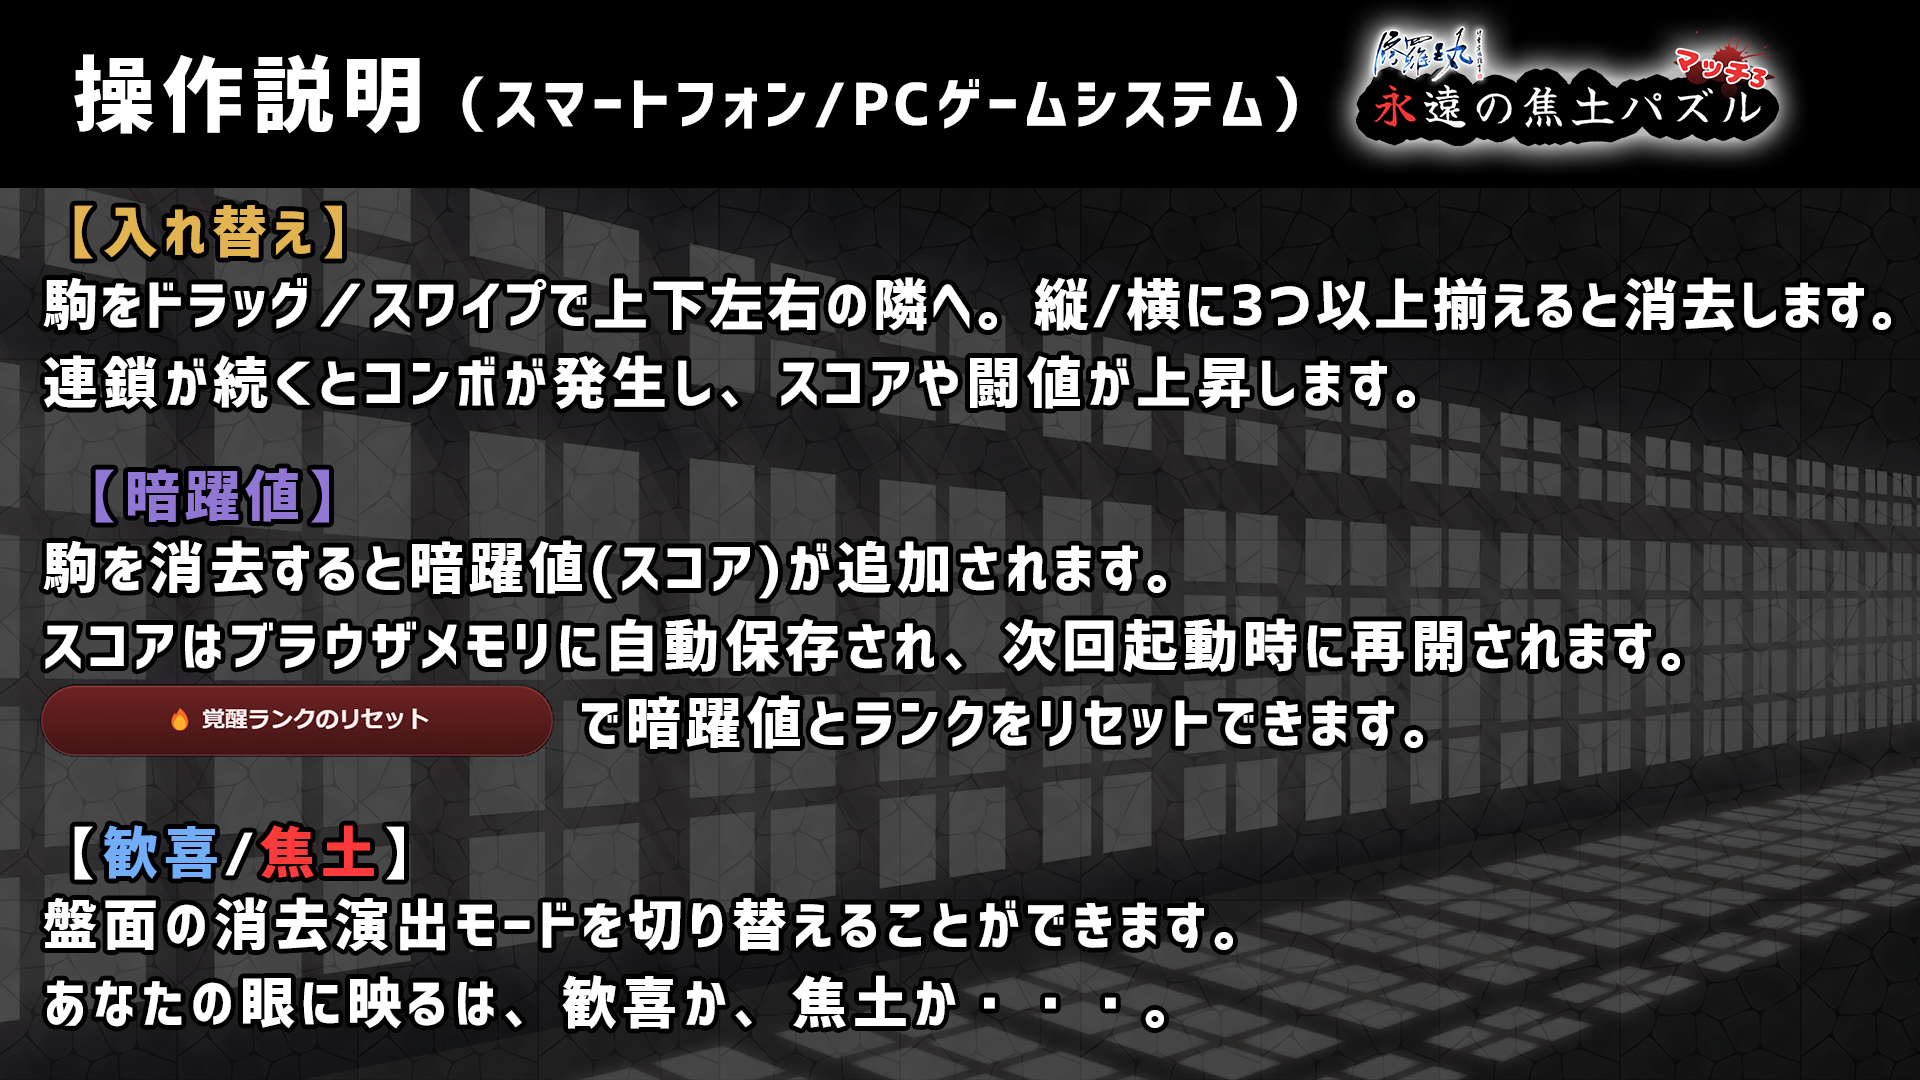 操作説明（スマートフォン/PCゲームシステム）
修羅丸
マッチ3
永遠の焦土パズル
【入れ替え】
駒をドラッグ／スワイプで上下左右の隣へ。縦/横に3つ以上揃えると消去します。
連鎖が続くとコンボが発生し、スコアや闘値が上昇します。
【暗躍値】
駒を消去すると暗躍値(スコア)が追加されます。
スコアはブラウザメモリに自動保存され、次回起動時に再開されます。
覚醒ランクのリセット で暗躍値とランクをリセットできます。
【歓喜/焦土】
盤面の消去演出モードを切り替えることができます。
あなたの眼に映るは、歓喜か、焦土か・・・。